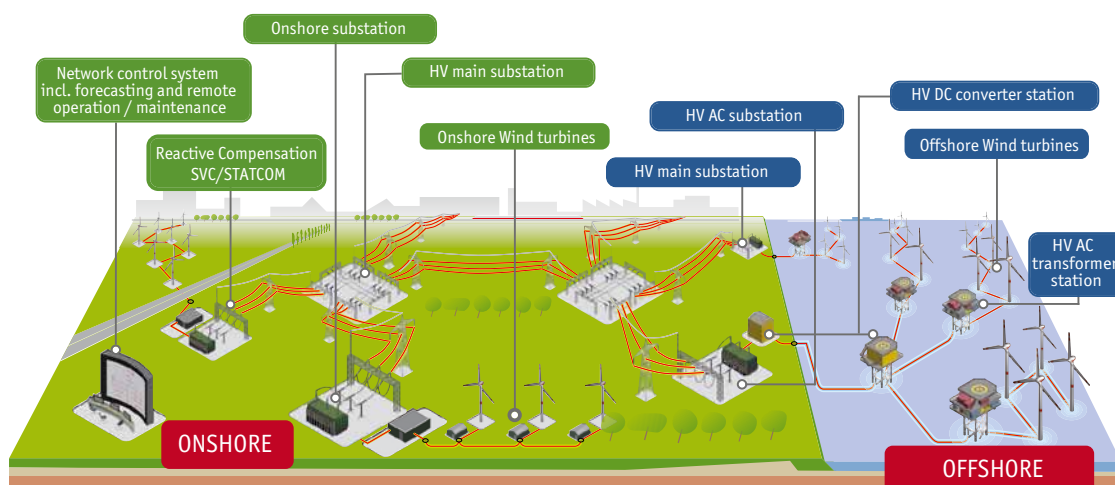 Onshore substation
Network control system
incl. forecasting and remote
operation / maintenance
HV main substation
HV DC converter station
HV AC substation
Onshore Wind turbines
Offshore Wind turbines
Reactive Compensation
SVC/STATCOM
HV main substation
HV AC
transformer
station
ONSHORE
OFFSHORE